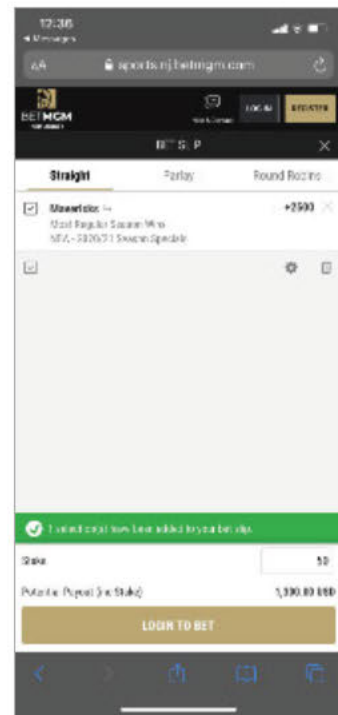 12:36
◀ Messages
AA sports.nj.betmgm.com
BETMGM
LOG IN REGISTER
BET SLIP
Straight Parlay Round Robins
Mavericks +2500
Most Regular Season Wins
NBA - 2020/21 Season Specials
1 selection(s) have been added to your bet slip.
Stake 50
Potential Payout (inc Stake) 1,300.00 USD
LOGIN TO BET